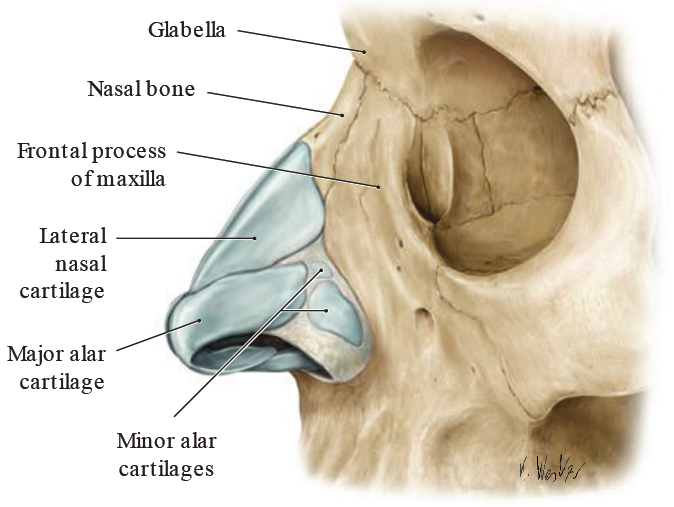 Glabella
Nasal bone
Frontal process
of maxilla
Lateral
nasal
cartilage
Major alar
cartilage
Minor alar
cartilages